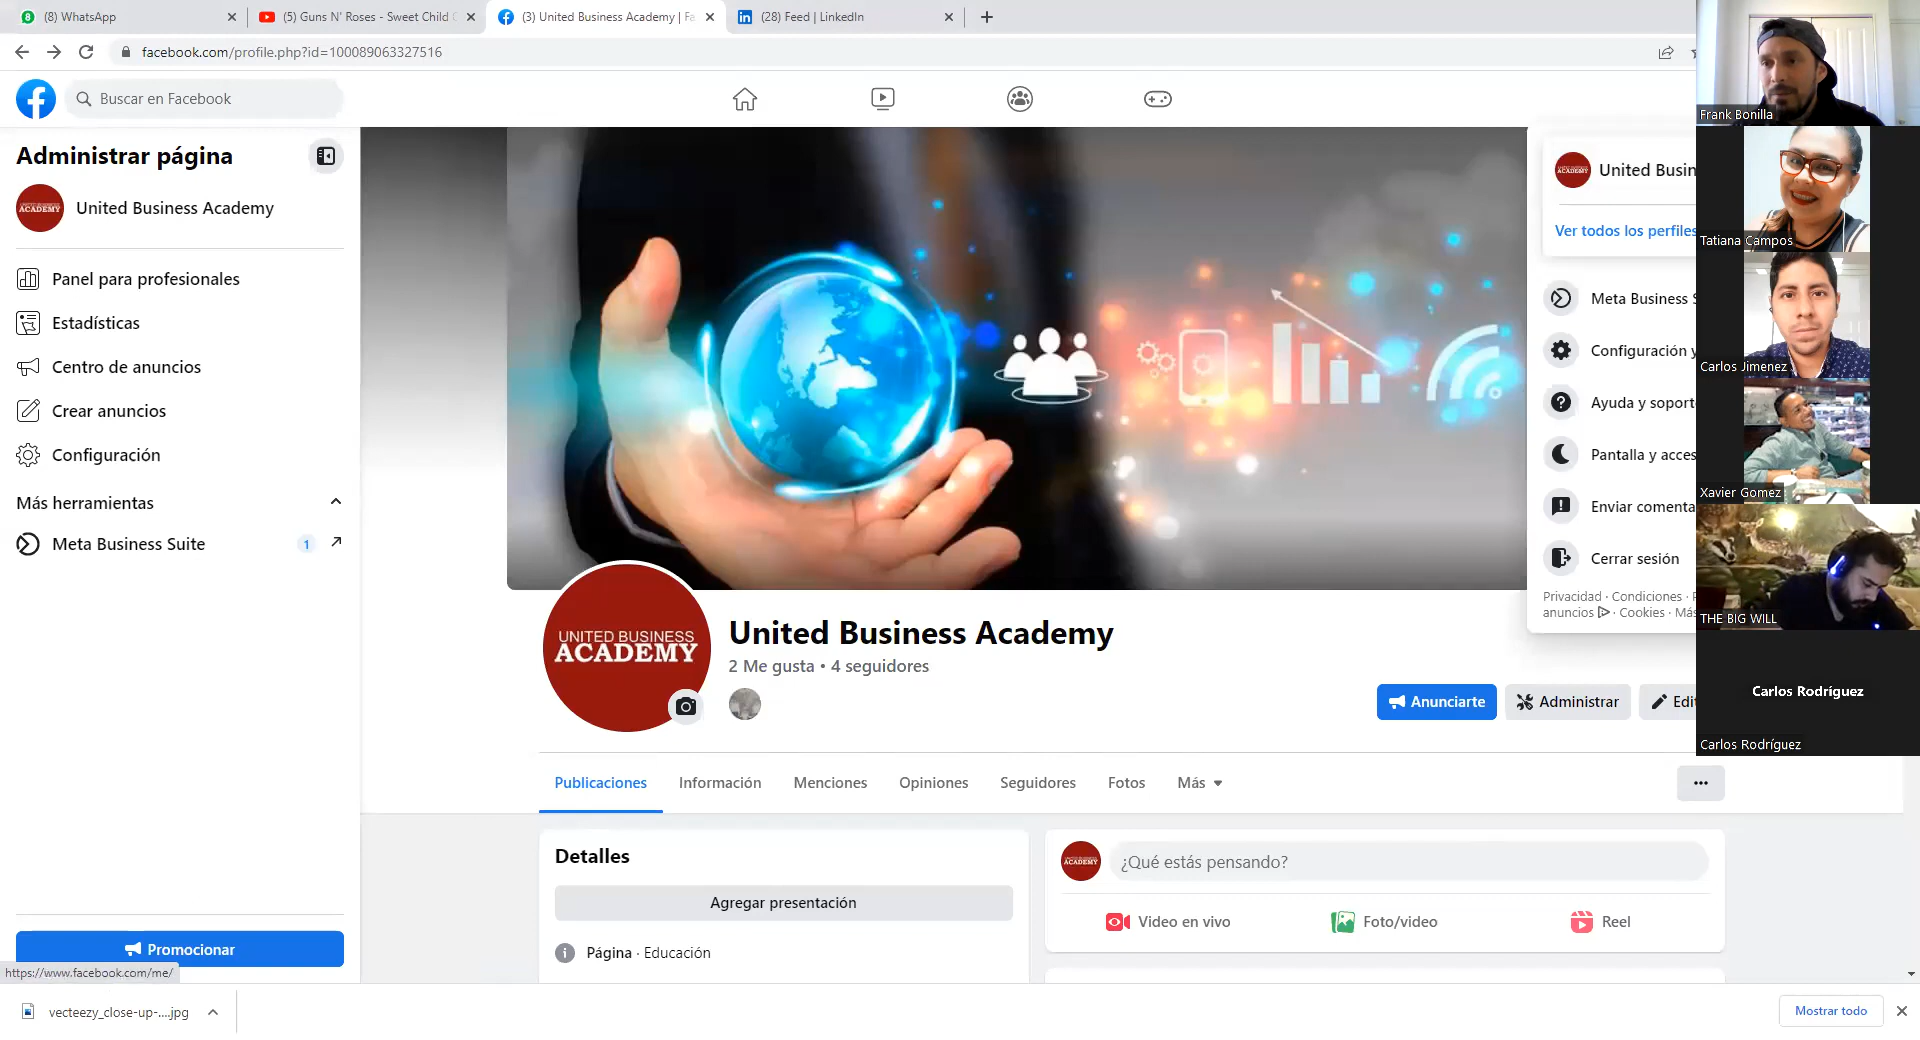 (8) WhatsApp
(5) Guns N' Roses - Sweet Child
(3) United Business Academy | Fa
(28) Feed | LinkedIn
facebook.com/profile.php?id=100089063327516
Buscar en Facebook
Administrar página
United Business Academy
Panel para profesionales
Estadísticas
Centro de anuncios
Crear anuncios
Configuración
Más herramientas
Meta Business Suite
1
Promocionar
https://www.facebook.com/me/
UNITED BUSINESS
ACADEMY
United Business Academy
2 Me gusta • 4 seguidores
Anunciarte
Administrar
Edit
Publicaciones
Información
Menciones
Opiniones
Seguidores
Fotos
Más
Detalles
Agregar presentación
Página · Educación
ACADEMY
¿Qué estás pensando?
Video en vivo
Foto/video
Reel
United Busin
Ver todos los perfiles
Meta Business S
Configuración y
Ayuda y soport
Pantalla y acces
Enviar comenta
Cerrar sesión
Privacidad · Condiciones ·
anuncios · Cookies · Más
Frank Bonilla
Tatiana Campos
Carlos Jimenez
Xavier Gomez
THE BIG WILL
Carlos Rodríguez
Carlos Rodríguez
vecteezy_close-up-....jpg
Mostrar todo